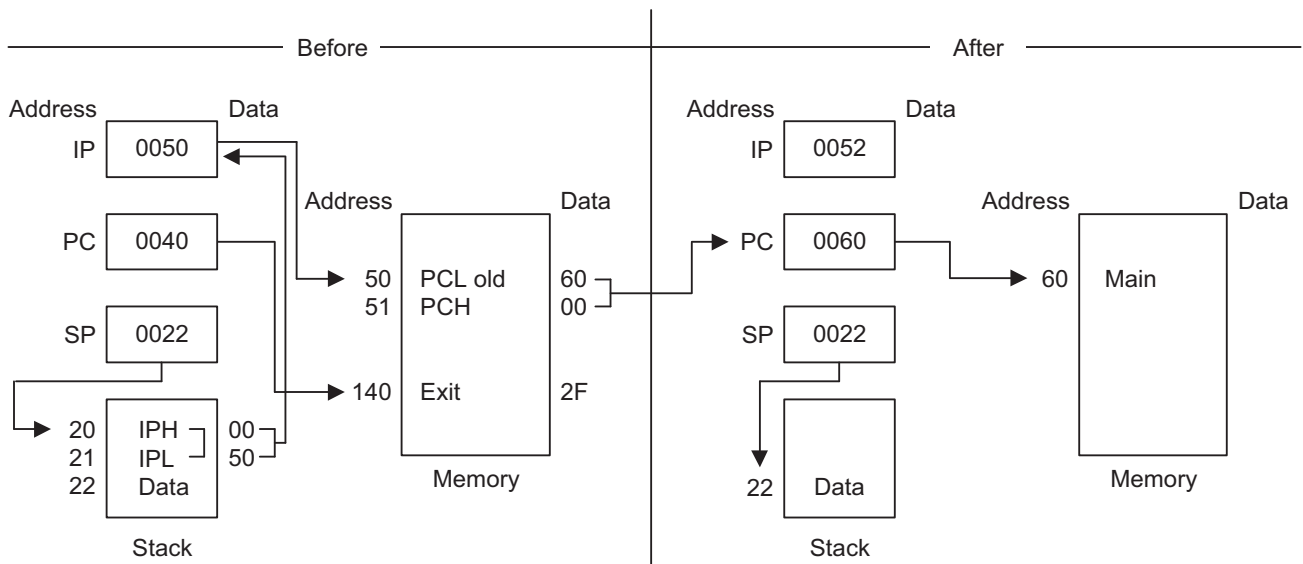 Before
After
Address
Data
IP
0050
PC
0040
SP
0022
20
IPH
00
21
IPL
50
22
Data
Stack
Address
Data
50
PCL old
60
51
PCH
00
140
Exit
2F
Memory
Address
Data
IP
0052
PC
0060
SP
0022
22
Data
Stack
Address
Data
60
Main
Memory